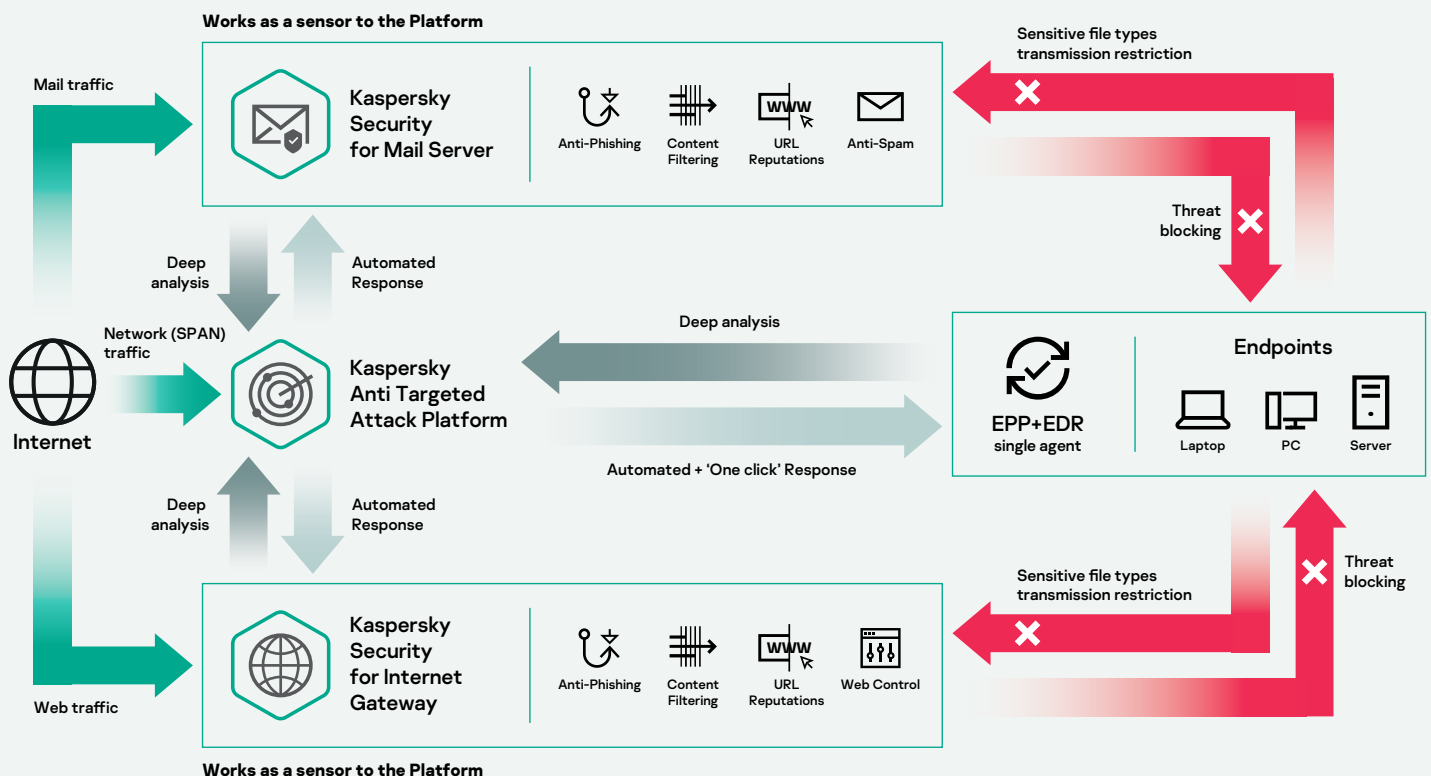 Works as a sensor to the Platform
Mail traffic
Kaspersky
Security
for Mail Server
Anti-Phishing
Content
Filtering
www
URL
Reputations
Anti-Spam
Sensitive file types
transmission restriction
Threat
blocking
Deep
analysis
Automated
Response
Network (SPAN)
traffic
Internet
Kaspersky
Anti Targeted
Attack Platform
Deep analysis
Automated + ‘One click’ Response
EPP+EDR
single agent
Endpoints
Laptop
PC
Server
Deep
analysis
Automated
Response
Web traffic
Kaspersky
Security
for Internet
Gateway
Anti-Phishing
Content
Filtering
www
URL
Reputations
Web Control
Sensitive file types
transmission restriction
Threat
blocking
Works as a sensor to the Platform